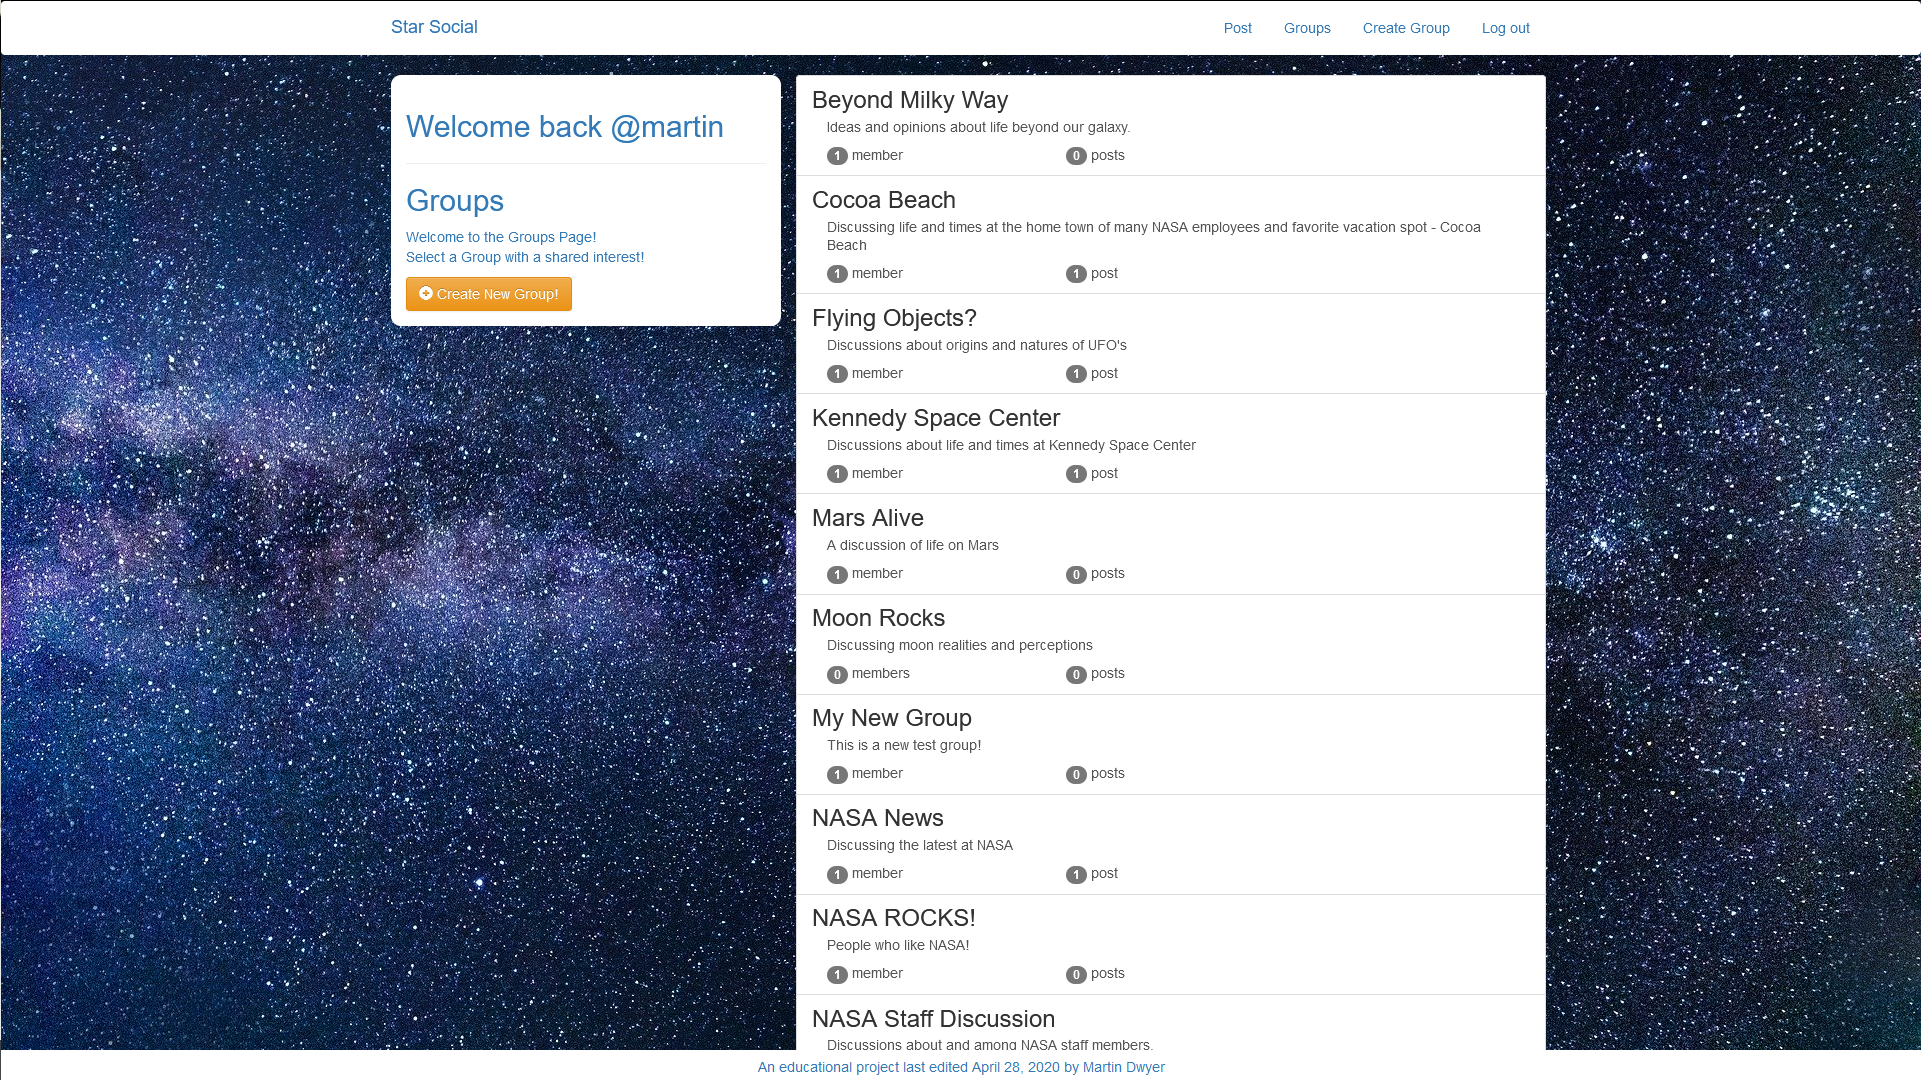 Star Social
Post Groups Create Group Log out
Welcome back @martin
Groups
Welcome to the Groups Page!
Select a Group with a shared interest!
Create New Group!
Beyond Milky Way
Ideas and opinions about life beyond our galaxy.
1 member 0 posts
Cocoa Beach
Discussing life and times at the home town of many NASA employees and favorite vacation spot - Cocoa
Beach
1 member 1 post
Flying Objects?
Discussions about origins and natures of UFO's
1 member 1 post
Kennedy Space Center
Discussions about life and times at Kennedy Space Center
1 member 1 post
Mars Alive
A discussion of life on Mars
1 member 0 posts
Moon Rocks
Discussing moon realities and perceptions
0 members 0 posts
My New Group
This is a new test group!
1 member 0 posts
NASA News
Discussing the latest at NASA
1 member 1 post
NASA ROCKS!
People who like NASA!
1 member 0 posts
NASA Staff Discussion
Discussions about and among NASA staff members.
An educational project last edited April 28, 2020 by Martin Dwyer